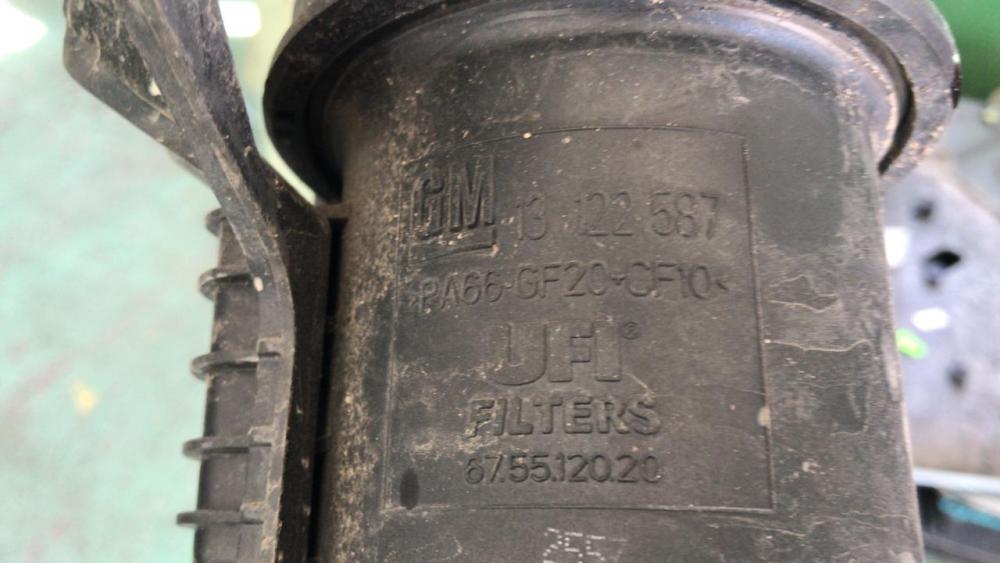 GM 13 122 587
>PA66-GF20+CF10<
UFI®
FILTERS
67.55.120.20